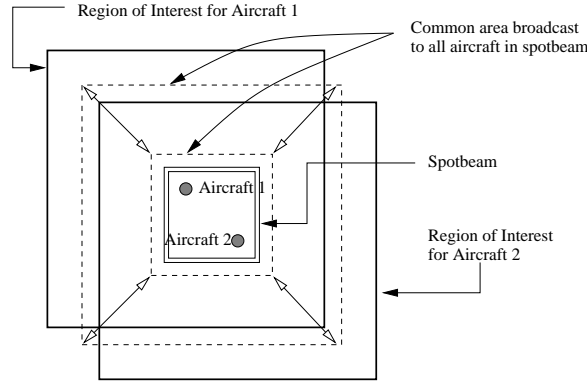 Region of Interest for Aircraft 1
Common area broadcast
to all aircraft in spotbeam
Aircraft 1
Spotbeam
Aircraft 2
Region of Interest
for Aircraft 2